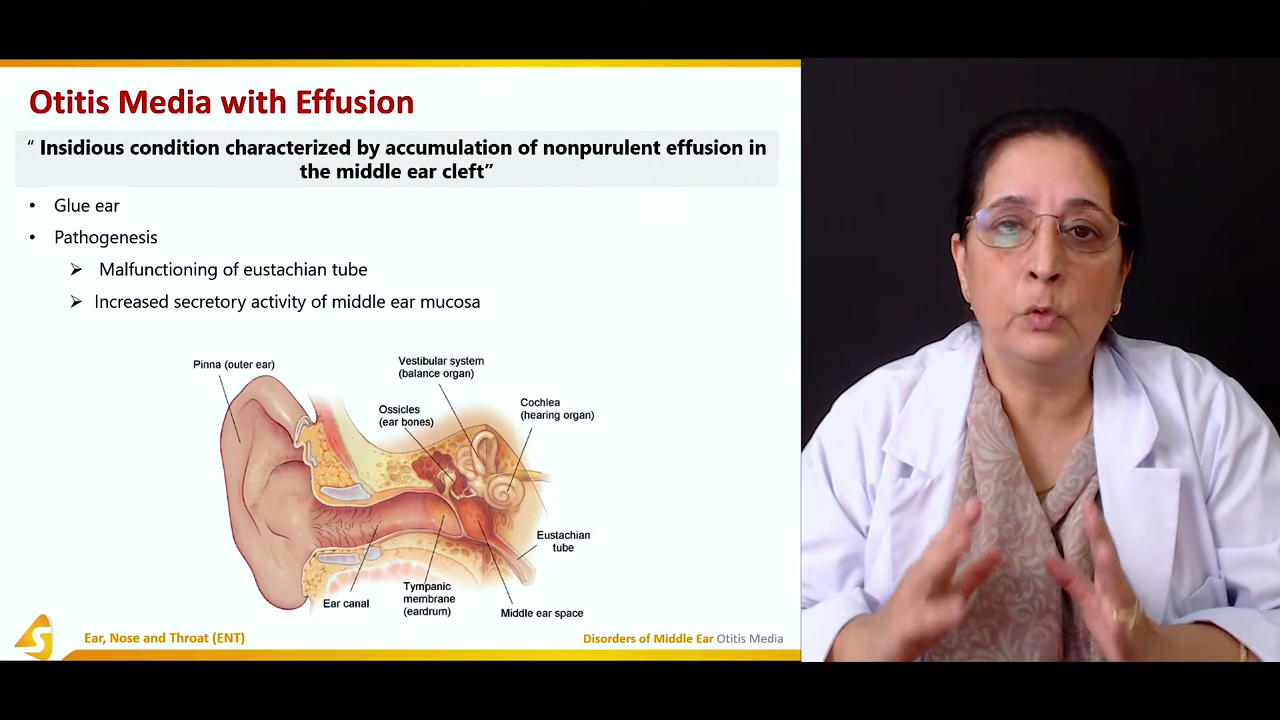 Otitis Media with Effusion
“ Insidious condition characterized by accumulation of nonpurulent effusion in
the middle ear cleft”
• Glue ear
• Pathogenesis
➢ Malfunctioning of eustachian tube
➢ Increased secretory activity of middle ear mucosa
Pinna (outer ear)
Vestibular system
(balance organ)
Ossicles
(ear bones)
Cochlea
(hearing organ)
Eustachian
tube
Tympanic
membrane
(eardrum)
Ear canal
Middle ear space
Ear, Nose and Throat (ENT)
Disorders of Middle Ear Otitis Media